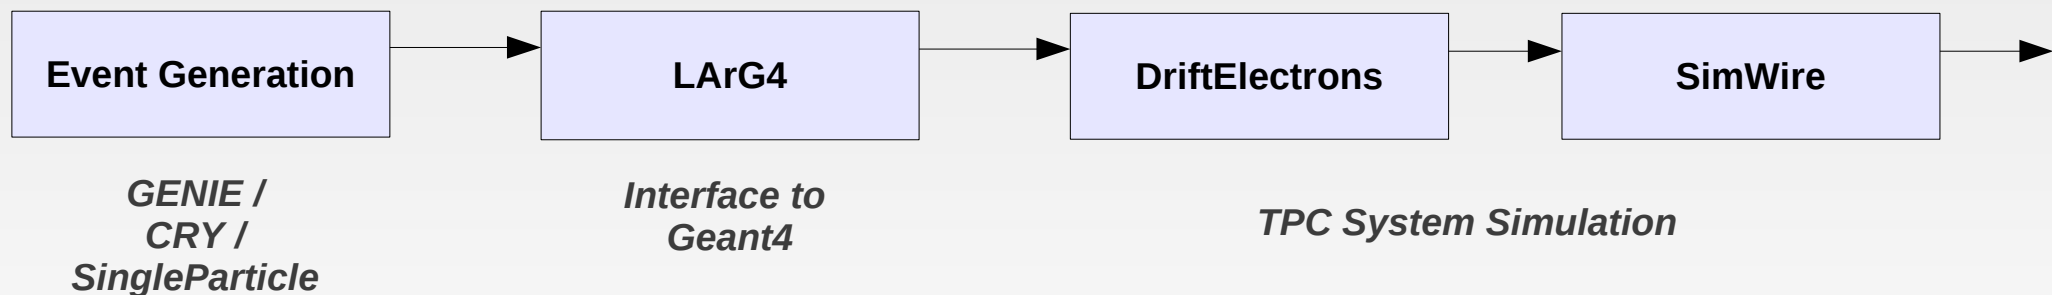 Event Generation
LArG4
DriftElectrons
SimWire
GENIE /
CRY /
SingleParticle
Interface to
Geant4
TPC System Simulation